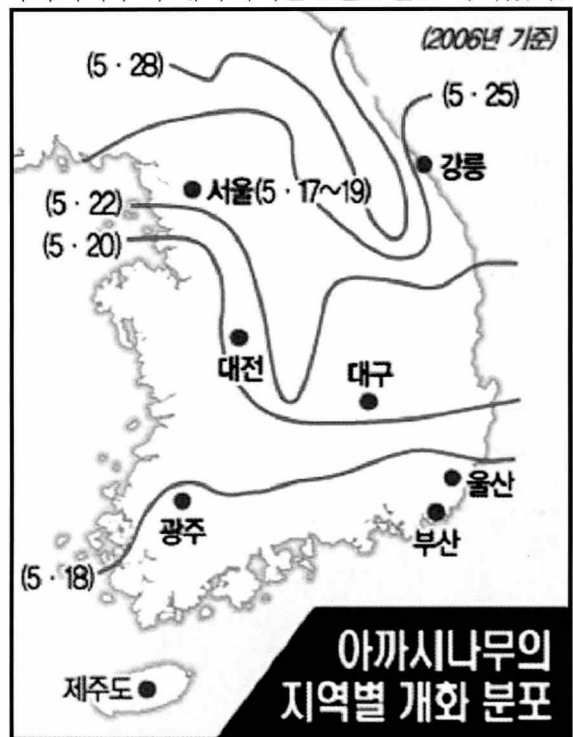 (2006년 기준)
(5·28)
(5·25)
강릉
서울(5·17~19)
(5·22)
(5·20)
대전
대구
울산
광주
부산
(5·18)
제주도
아까시나무의
지역별 개화 분포